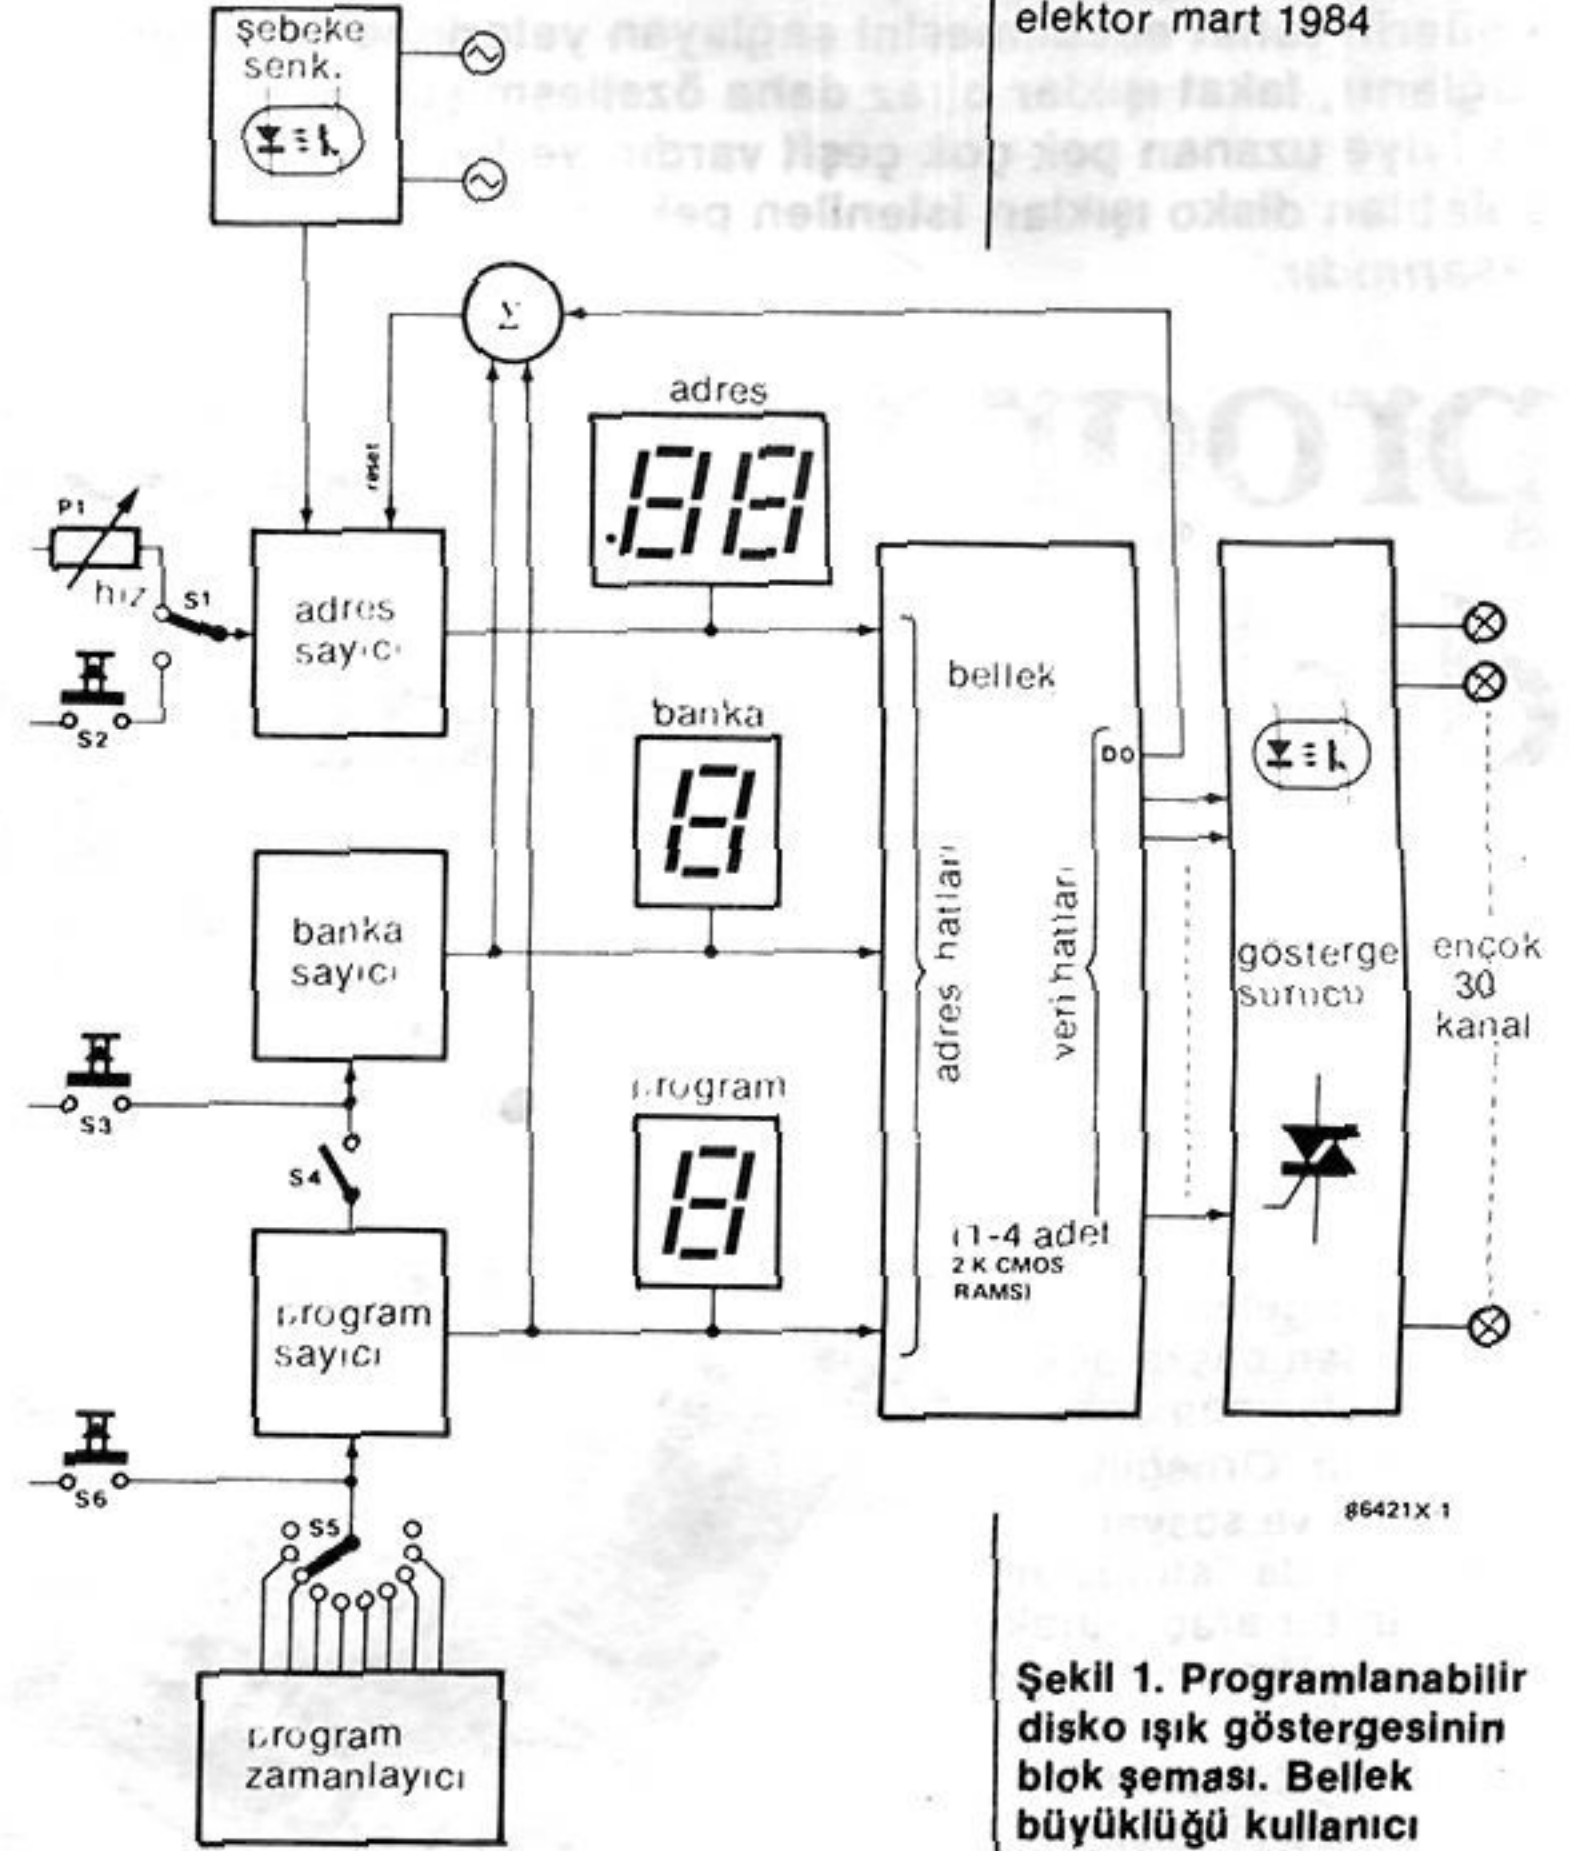 elektor mart 1984
şebeke
senk.
Σ
reset
adres
P1
hız
S1
adres
sayıcı
S2
bellek
banka
DO
banka
sayıcı
adres hatları
veri hatları
gösterge
sürücü
ençok
30
kanal
S3
program
S4
(1-4 adet
2 K CMOS
RAMS)
program
sayıcı
S6
S5
86421X-1
program
zamanlayıcı
Şekil 1. Programlanabilir
disko ışık göstergesinin
blok şeması. Bellek
büyüklüğü kullanıcı